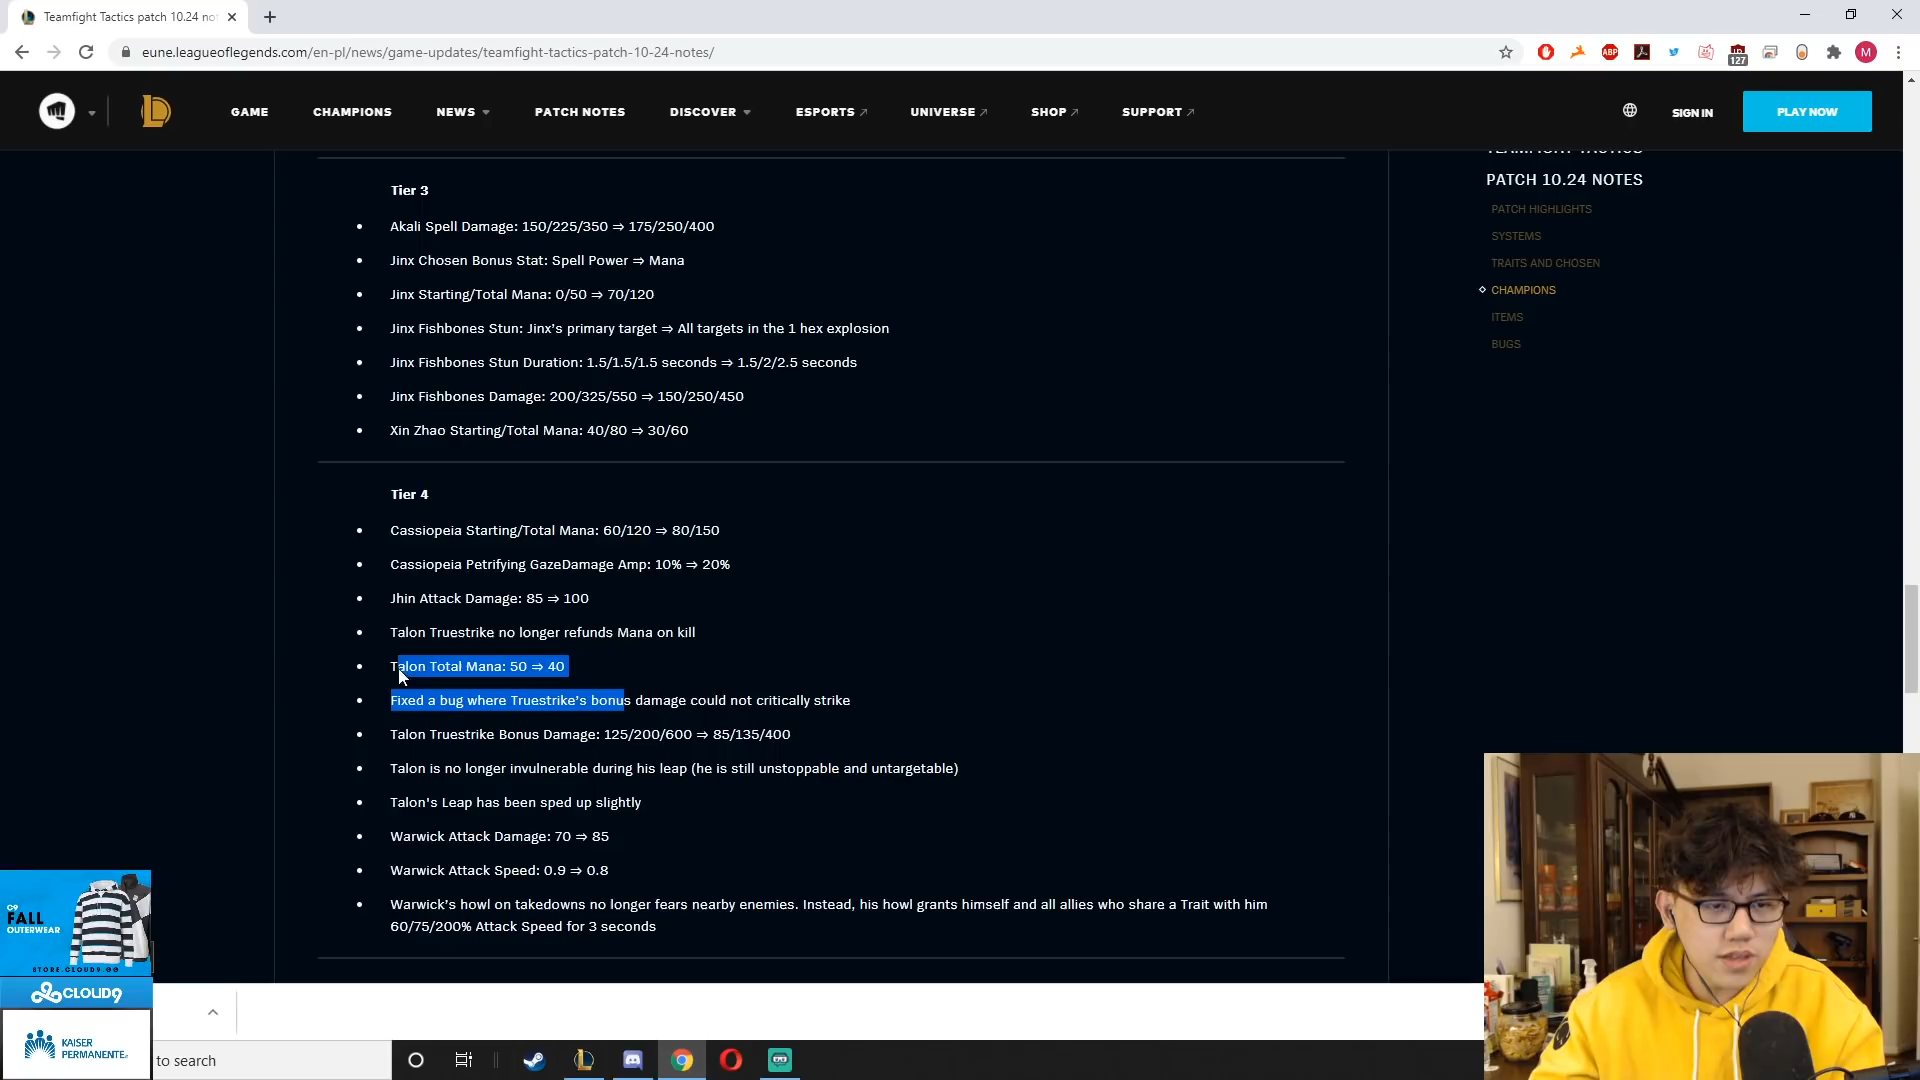 Teamfight Tactics patch 10.24 not
eune.leagueoflegends.com/en-pl/news/game-updates/teamfight-tactics-patch-10-24-notes/
ABP
127
M
GAME
CHAMPIONS
NEWS
PATCH NOTES
DISCOVER
ESPORTS
UNIVERSE
SHOP
SUPPORT
SIGN IN
PLAY NOW
TEAMFIGHT TACTICS
PATCH 10.24 NOTES
PATCH HIGHLIGHTS
SYSTEMS
TRAITS AND CHOSEN
CHAMPIONS
ITEMS
BUGS
Tier 3
• Akali Spell Damage: 150/225/350 ⇒ 175/250/400
• Jinx Chosen Bonus Stat: Spell Power ⇒ Mana
• Jinx Starting/Total Mana: 0/50 ⇒ 70/120
• Jinx Fishbones Stun: Jinx's primary target ⇒ All targets in the 1 hex explosion
• Jinx Fishbones Stun Duration: 1.5/1.5/1.5 seconds ⇒ 1.5/2/2.5 seconds
• Jinx Fishbones Damage: 200/325/550 ⇒ 150/250/450
• Xin Zhao Starting/Total Mana: 40/80 ⇒ 30/60
Tier 4
• Cassiopeia Starting/Total Mana: 60/120 ⇒ 80/150
• Cassiopeia Petrifying GazeDamage Amp: 10% ⇒ 20%
• Jhin Attack Damage: 85 ⇒ 100
• Talon Truestrike no longer refunds Mana on kill
• Talon Total Mana: 50 ⇒ 40
• Fixed a bug where Truestrike's bonus damage could not critically strike
• Talon Truestrike Bonus Damage: 125/200/600 ⇒ 85/135/400
• Talon is no longer invulnerable during his leap (he is still unstoppable and untargetable)
• Talon's Leap has been sped up slightly
• Warwick Attack Damage: 70 ⇒ 85
• Warwick Attack Speed: 0.9 ⇒ 0.8
• Warwick's howl on takedowns no longer fears nearby enemies. Instead, his howl grants himself and all allies who share a Trait with him
60/75/200% Attack Speed for 3 seconds
C9
FALL
OUTERWEAR
STORE.CLOUD9.GG
CLOUD9
KAISER
PERMANENTE
to search